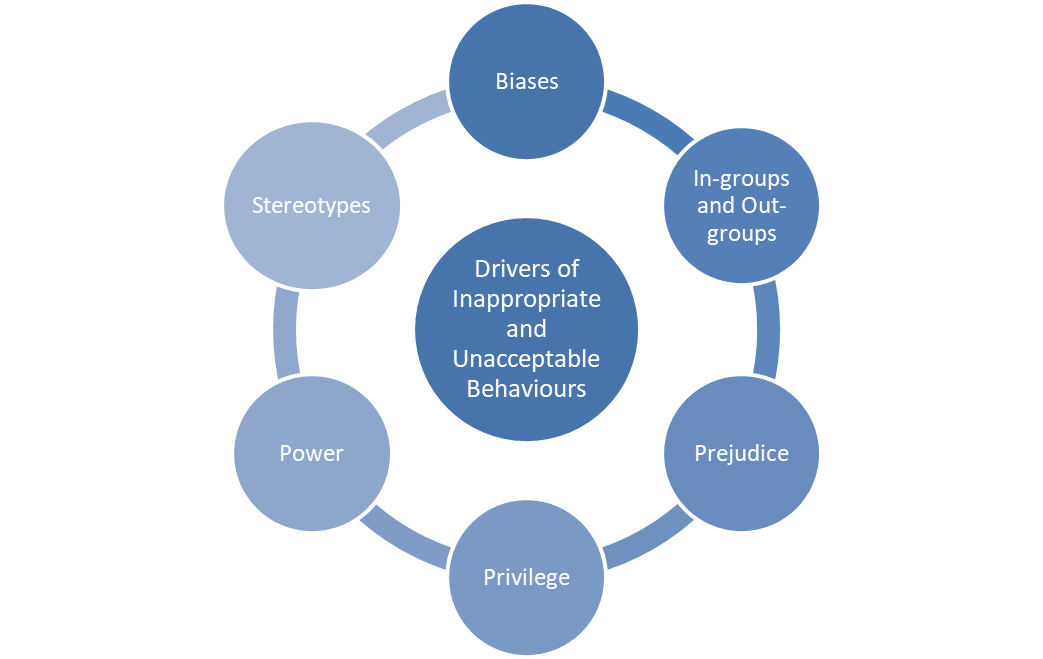 Biases
In-groups
and Out-
groups
Prejudice
Privilege
Power
Stereotypes
Drivers of
Inappropriate
and
Unacceptable
Behaviours